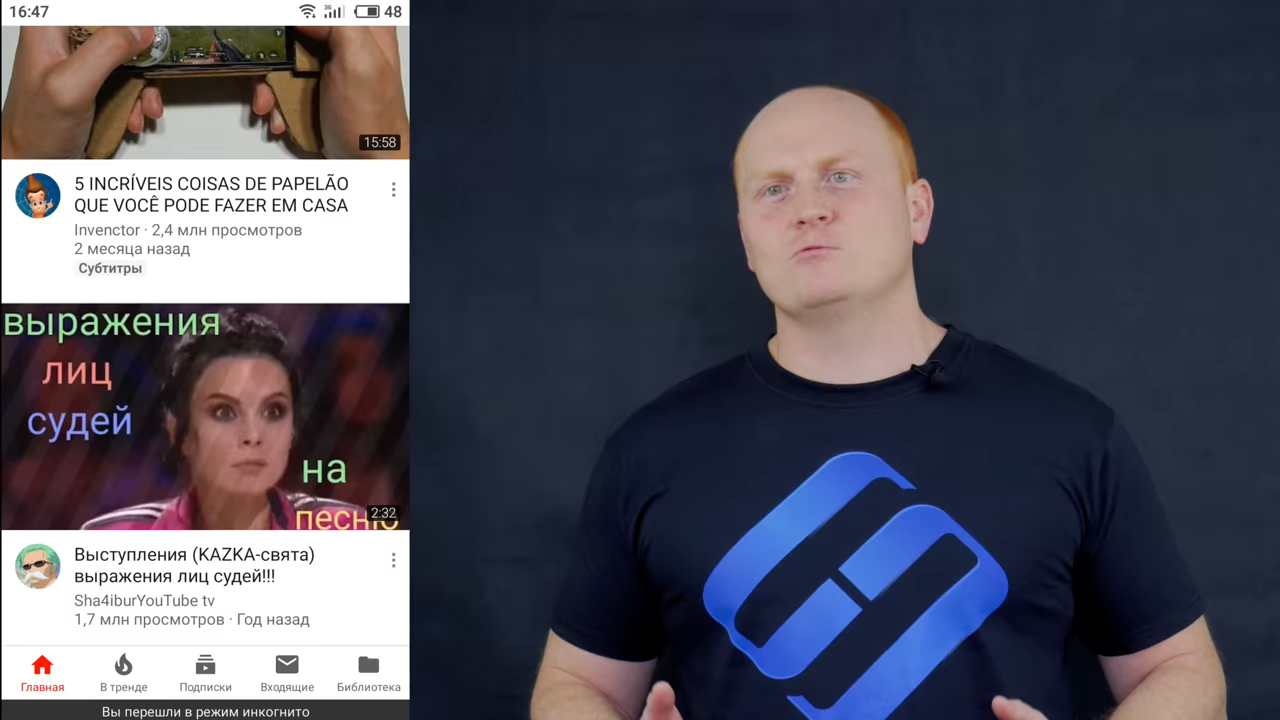 16:47
3G
48
15:58
5 INCRÍVEIS COISAS DE PAPELÃO
QUE VOCÊ PODE FAZER EM CASA
Invenctor · 2,4 млн просмотров
2 месяца назад
Субтитры
выражения
лиц
судей
на
песню
2:32
Выступления (KAZKA-свята)
выражения лиц судей!!!
Sha4iburYouTube tv
1,7 млн просмотров · Год назад
Главная
В тренде
Подписки
Входящие
Библиотека
Вы перешли в режим инкогнито